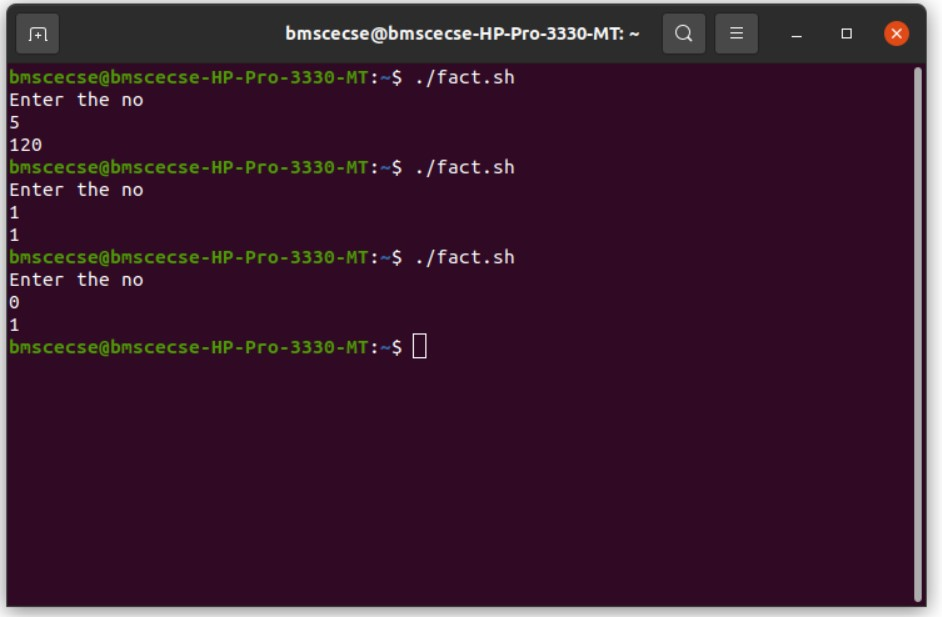 bmscecse@bmscecse-HP-Pro-3330-MT: ~
bmscecse@bmscecse-HP-Pro-3330-MT:~$ ./fact.sh
Enter the no
5
120
bmscecse@bmscecse-HP-Pro-3330-MT:~$ ./fact.sh
Enter the no
1
1
bmscecse@bmscecse-HP-Pro-3330-MT:~$ ./fact.sh
Enter the no
0
1
bmscecse@bmscecse-HP-Pro-3330-MT:~$